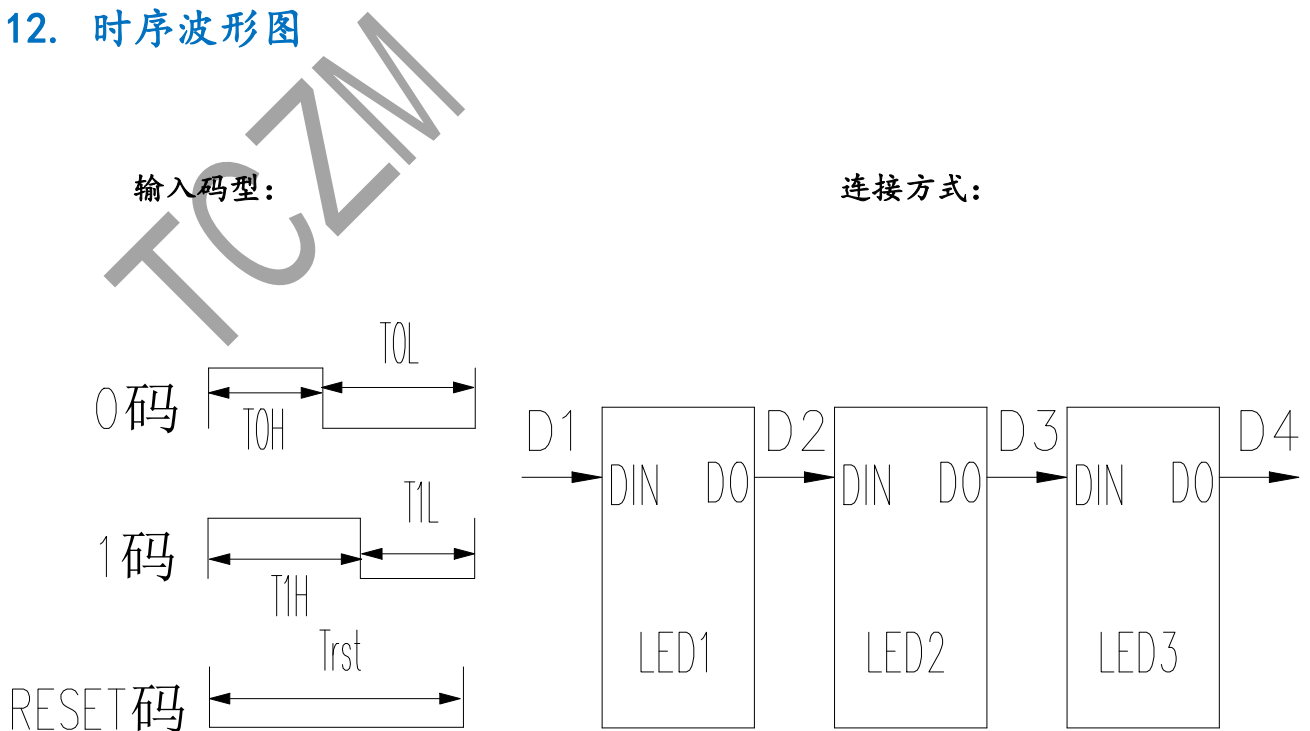 12. 时序波形图
TCZM
输入码型：
连接方式：
0码
T0H
T0L
1码
T1H
T1L
RESET码
Trst
D1
DIN DO
LED1
D2
DIN DO
LED2
D3
DIN DO
LED3
D4